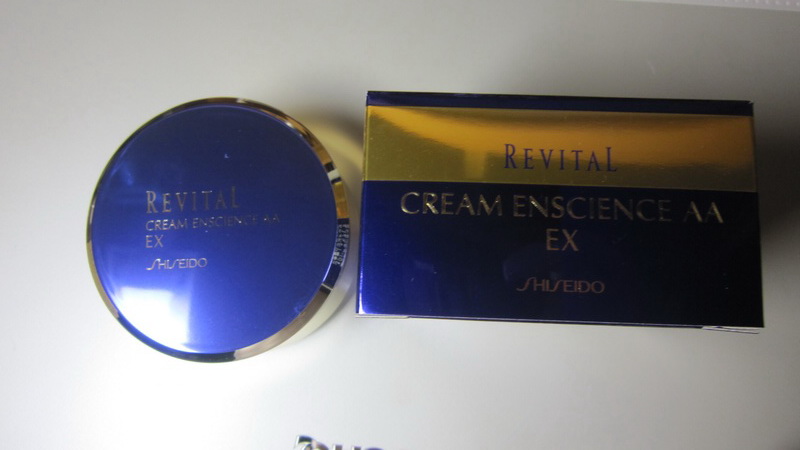 REVITAL
CREAM ENSCIENCE AA
EX
SHISEIDO
REVITAL
CREAM ENSCIENCE AA
EX
SHISEIDO